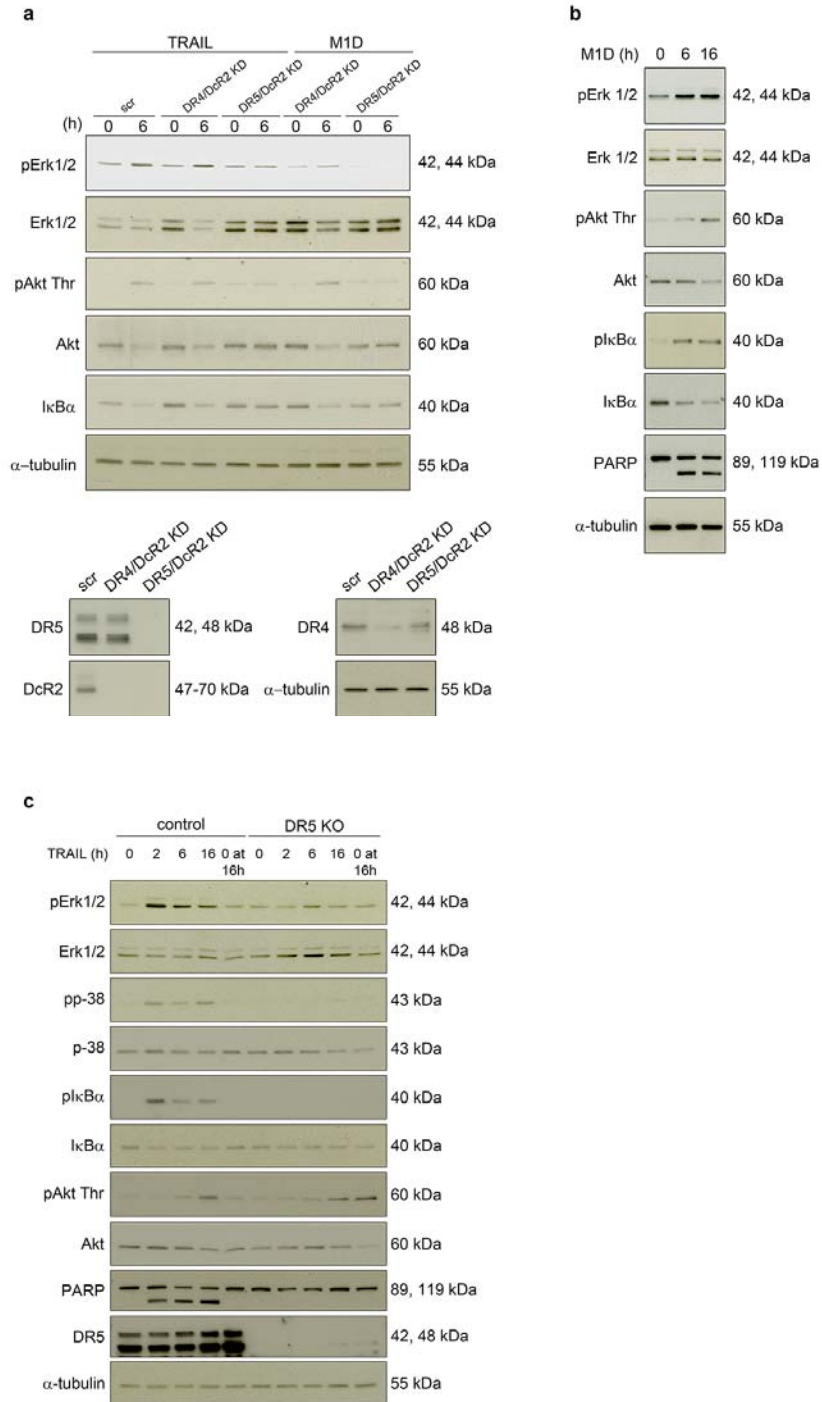 a
TRAIL M1D
scr DR4/DcR2 KD DR5/DcR2 KD DR4/DcR2 KD DR5/DcR2 KD
(h) 0 6 0 6 0 6 0 6 0 6
pErk1/2 42, 44 kDa
Erk1/2 42, 44 kDa
pAkt Thr 60 kDa
Akt 60 kDa
IκBα 40 kDa
α–tubulin 55 kDa
scr DR4/DcR2 KD DR5/DcR2 KD
DR5 42, 48 kDa
DcR2 47-70 kDa
scr DR4/DcR2 KD DR5/DcR2 KD
DR4 48 kDa
α–tubulin 55 kDa
b
M1D (h) 0 6 16
pErk 1/2 42, 44 kDa
Erk 1/2 42, 44 kDa
pAkt Thr 60 kDa
Akt 60 kDa
pIκBα 40 kDa
IκBα 40 kDa
PARP 89, 119 kDa
α-tubulin 55 kDa
c
control DR5 KO
TRAIL (h) 0 2 6 16 0 at 0 2 6 16 0 at
16h 16h
pErk1/2 42, 44 kDa
Erk1/2 42, 44 kDa
pp-38 43 kDa
p-38 43 kDa
pIκBα 40 kDa
IκBα 40 kDa
pAkt Thr 60 kDa
Akt 60 kDa
PARP 89, 119 kDa
DR5 42, 48 kDa
α-tubulin 55 kDa